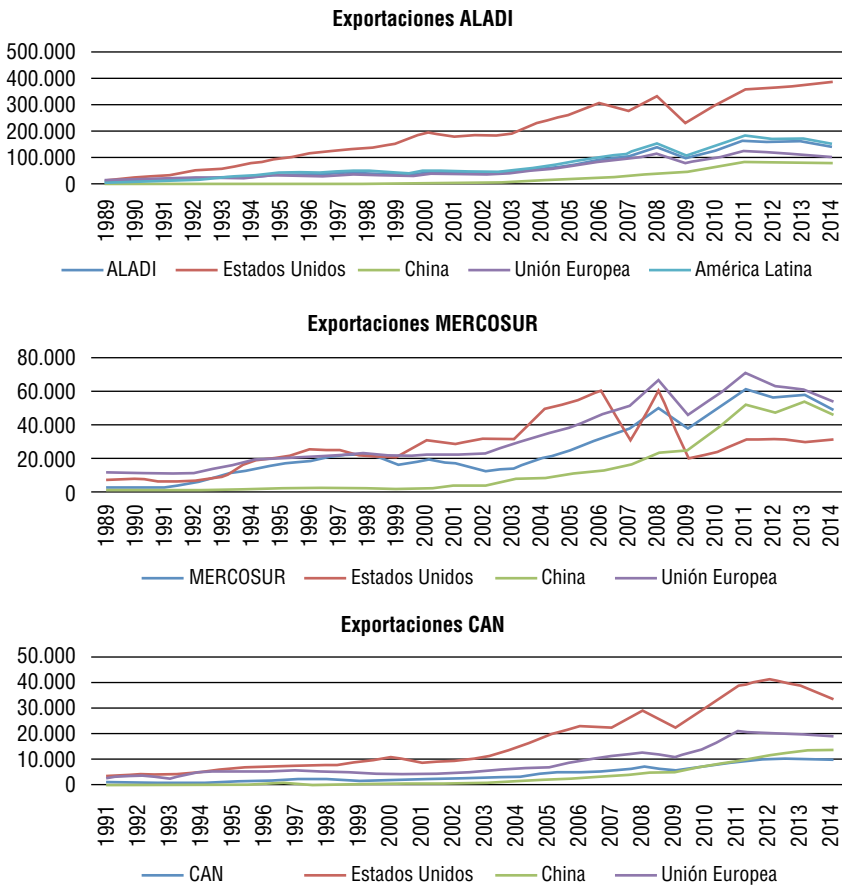 Exportaciones ALADI
500.000
400.000
300.000
200.000
100.000
0
1989 1990 1991 1992 1993 1994 1995 1996 1997 1998 1999 2000 2001 2002 2003 2004 2005 2006 2007 2008 2009 2010 2011 2012 2013 2014
ALADI Estados Unidos China Unión Europea América Latina
Exportaciones MERCOSUR
80.000
60.000
40.000
20.000
0
1989 1990 1991 1992 1993 1994 1995 1996 1997 1998 1999 2000 2001 2002 2003 2004 2005 2006 2007 2008 2009 2010 2011 2012 2013 2014
MERCOSUR Estados Unidos China Unión Europea
Exportaciones CAN
50.000
40.000
30.000
20.000
10.000
0
1991 1992 1993 1994 1995 1996 1997 1998 1999 2000 2001 2002 2003 2004 2005 2006 2007 2008 2009 2010 2011 2012 2013 2014
CAN Estados Unidos China Unión Europea